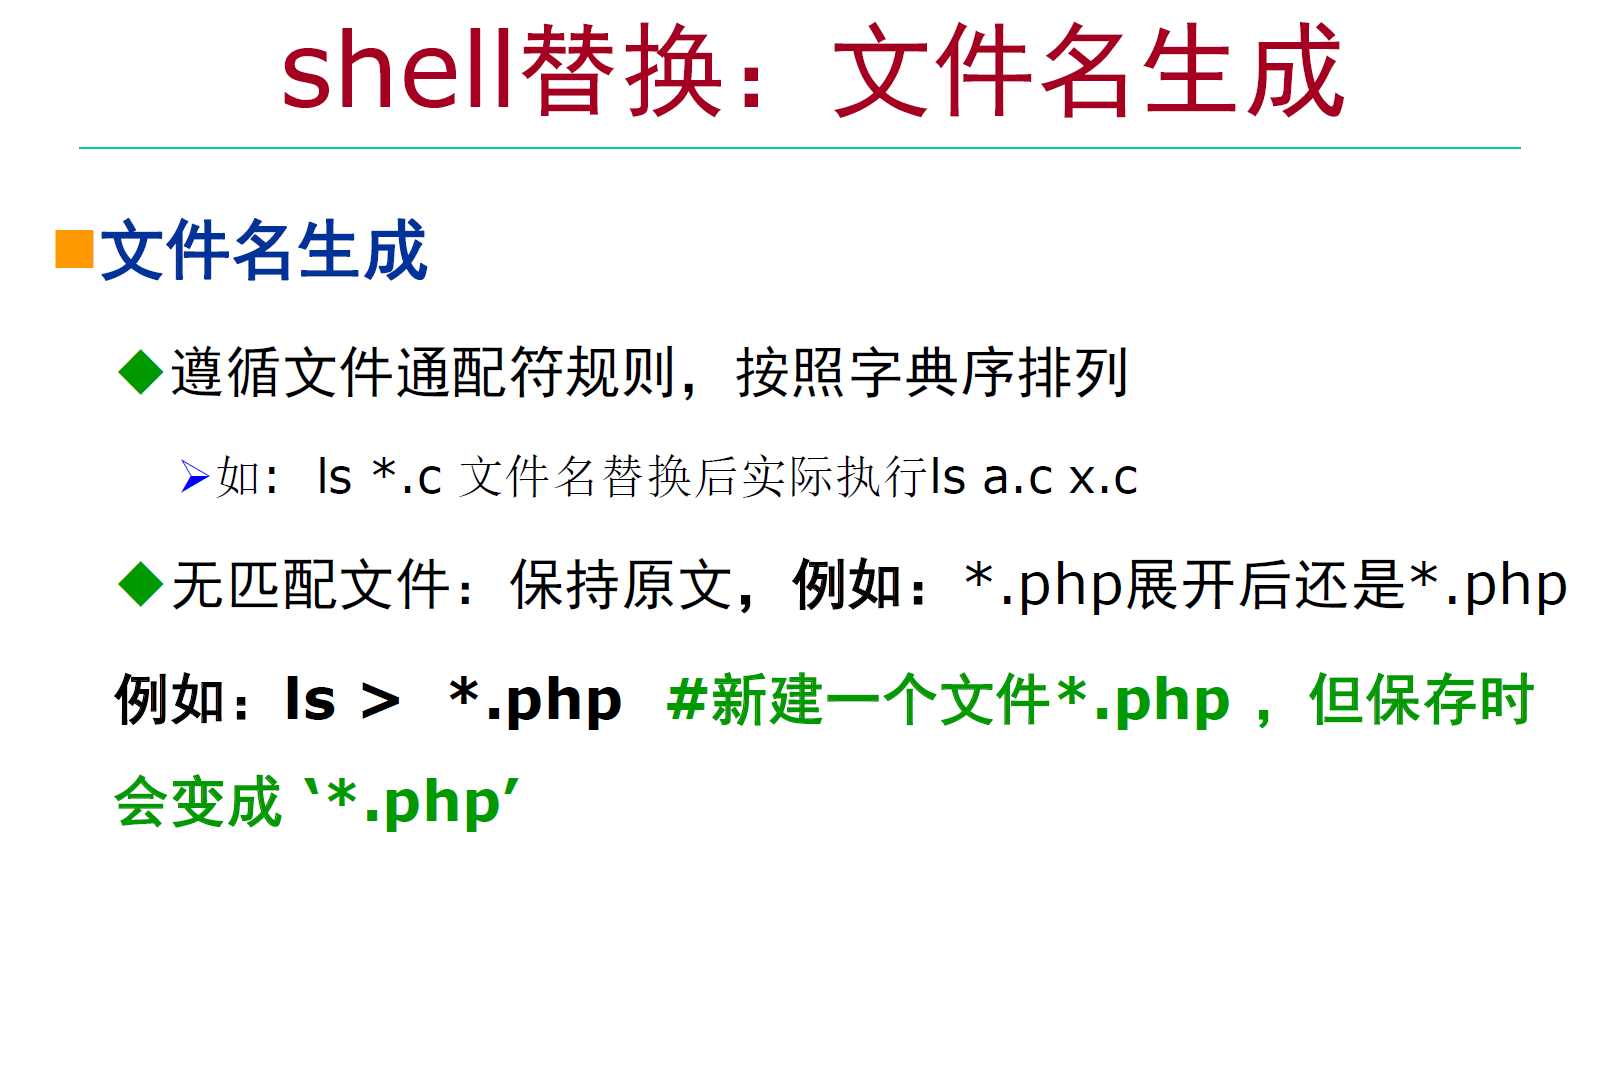 shell替换：文件名生成
文件名生成
遵循文件通配符规则，按照字典序排列
如： ls *.c 文件名替换后实际执行ls a.c x.c
无匹配文件：保持原文，例如：*.php展开后还是*.php
例如：ls > *.php #新建一个文件*.php ，但保存时
会变成 ‘*.php’